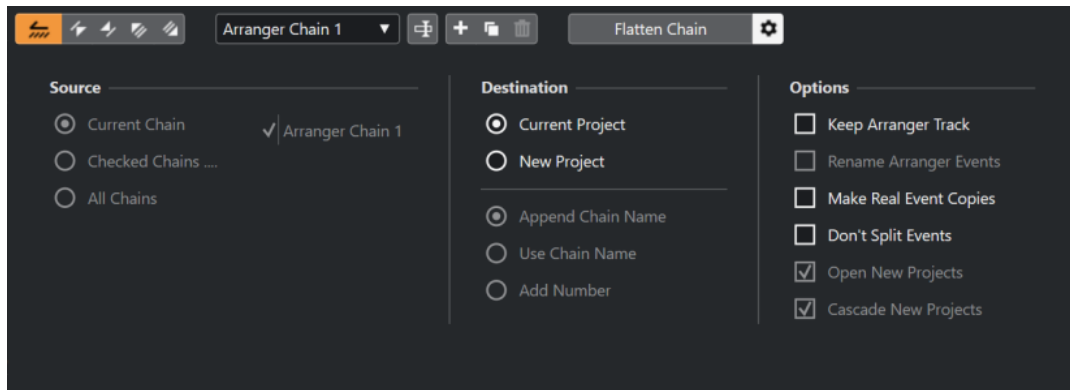 Arranger Chain 1
Flatten Chain
Source
Current Chain
Arranger Chain 1
Checked Chains ....
All Chains
Destination
Current Project
New Project
Append Chain Name
Use Chain Name
Add Number
Options
Keep Arranger Track
Rename Arranger Events
Make Real Event Copies
Don't Split Events
Open New Projects
Cascade New Projects